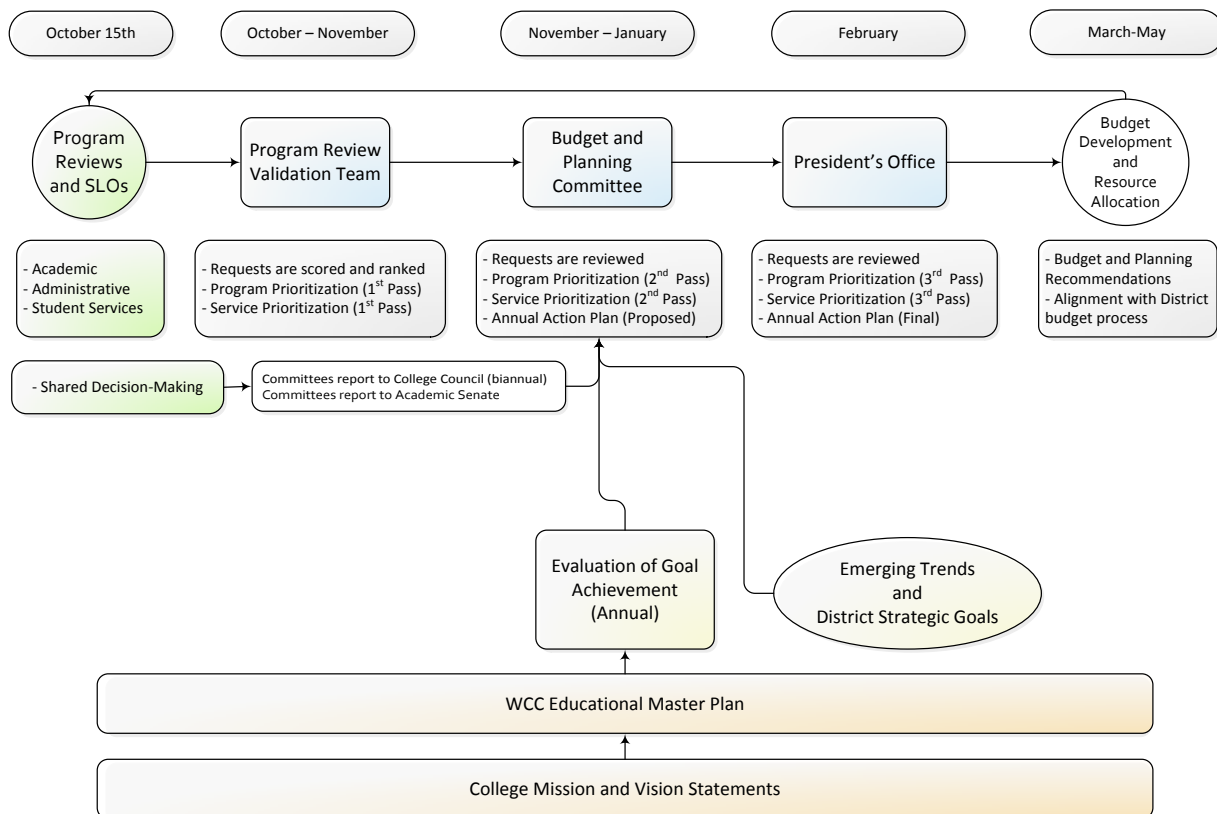 October 15th
October – November
November – January
February
March-May
Program
Reviews
and SLOs
Program Review
Validation Team
Budget and
Planning
Committee
President's Office
Budget
Development
and
Resource
Allocation
- Academic
- Administrative
- Student Services
- Requests are scored and ranked
- Program Prioritization (1st Pass)
- Service Prioritization (1st Pass)
- Requests are reviewed
- Program Prioritization (2nd Pass)
- Service Prioritization (2nd Pass)
- Annual Action Plan (Proposed)
- Requests are reviewed
- Program Prioritization (3rd Pass)
- Service Prioritization (3rd Pass)
- Annual Action Plan (Final)
- Budget and Planning
Recommendations
- Alignment with District
budget process
- Shared Decision-Making
Committees report to College Council (biannual)
Committees report to Academic Senate
Evaluation of Goal
Achievement
(Annual)
Emerging Trends
and
District Strategic Goals
WCC Educational Master Plan
College Mission and Vision Statements